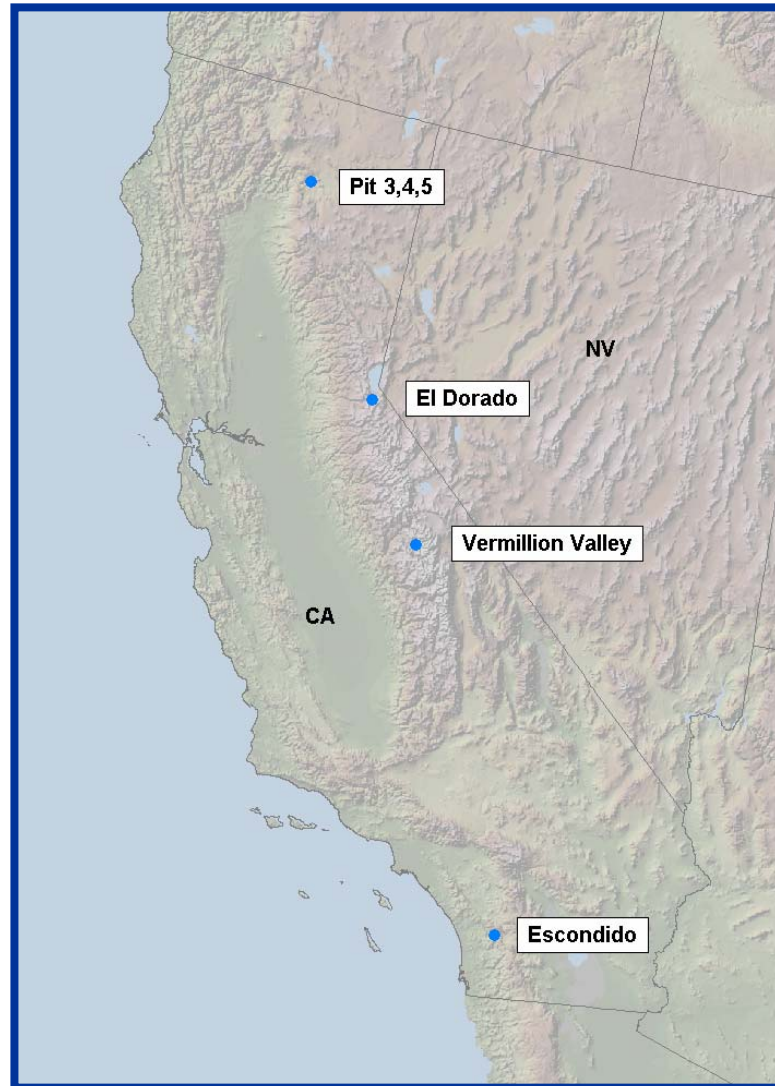 Pit 3,4,5
NV
El Dorado
Vermillion Valley
CA
Escondido